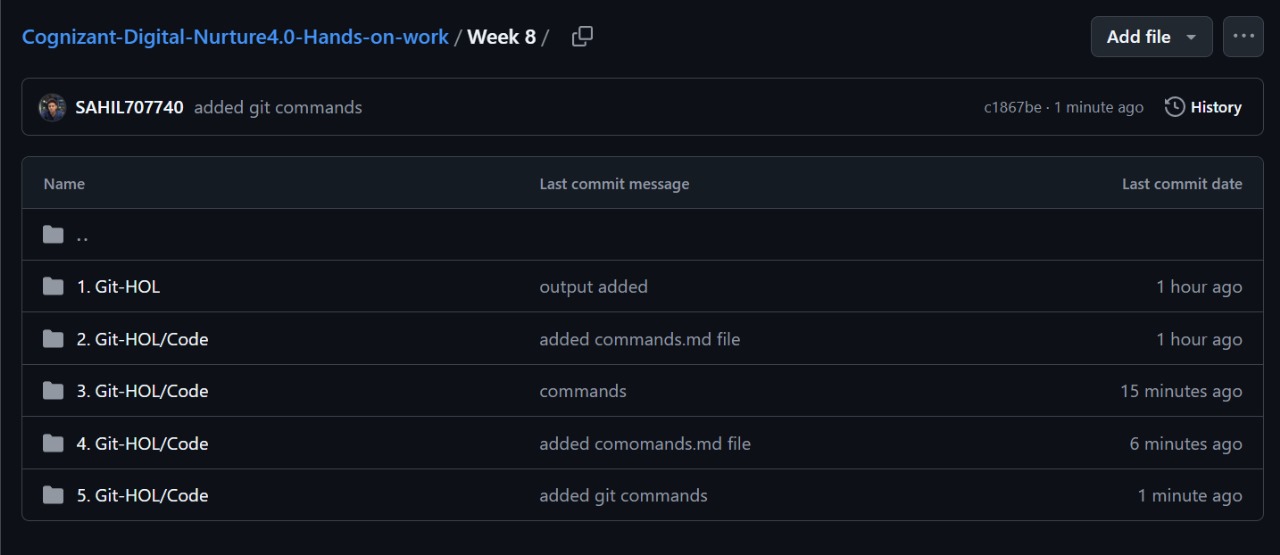 Cognizant-Digital-Nurture4.0-Hands-on-work / Week 8 / Add file ...
SAHIL707740 added git commands c1867be · 1 minute ago History
Name Last commit message Last commit date
..
1. Git-HOL output added 1 hour ago
2. Git-HOL/Code added commands.md file 1 hour ago
3. Git-HOL/Code commands 15 minutes ago
4. Git-HOL/Code added comomands.md file 6 minutes ago
5. Git-HOL/Code added git commands 1 minute ago